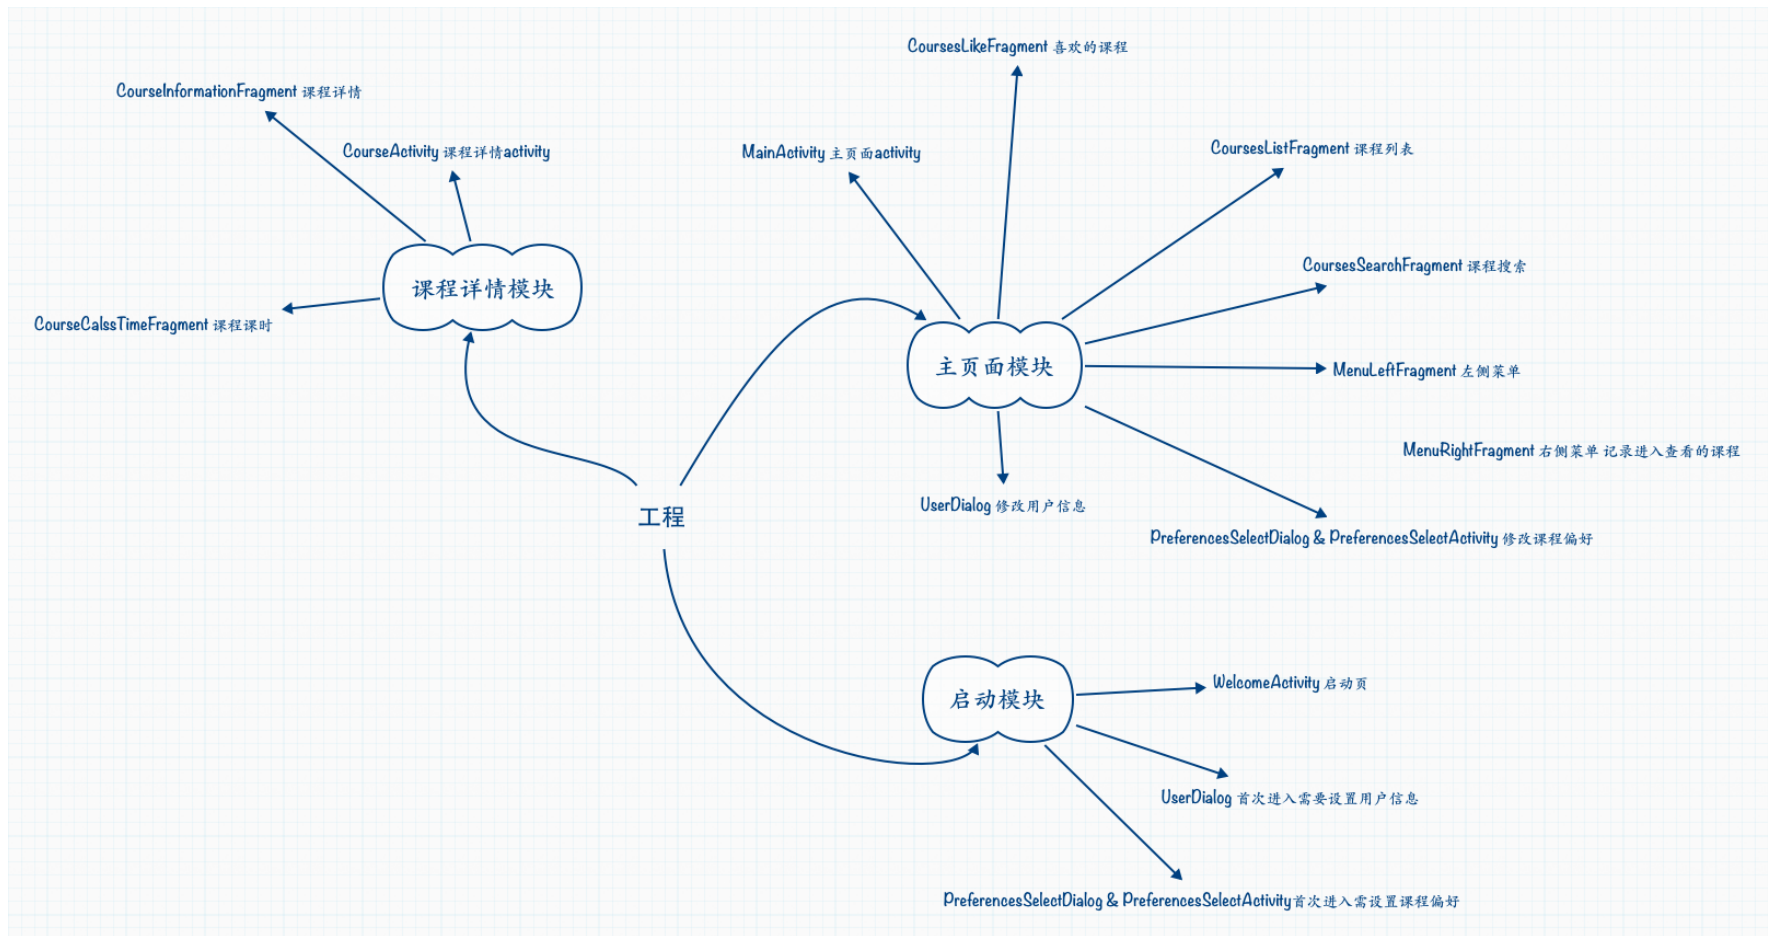 CoursesLikeFragment 喜欢的课程
CourseInformationFragment 课程详情
CourseActivity 课程详情activity
MainActivity 主页面activity
CoursesListFragment 课程列表
CoursesSearchFragment 课程搜索
课程详情模块
CourseCalssTimeFragment 课程课时
主页面模块
MenuLeftFragment 左侧菜单
MenuRightFragment 右侧菜单 记录进入查看的课程
UserDialog 修改用户信息
工程
PreferencesSelectDialog & PreferencesSelectActivity 修改课程偏好
启动模块
WelcomeActivity 启动页
UserDialog 首次进入需要设置用户信息
PreferencesSelectDialog & PreferencesSelectActivity首次进入需设置课程偏好